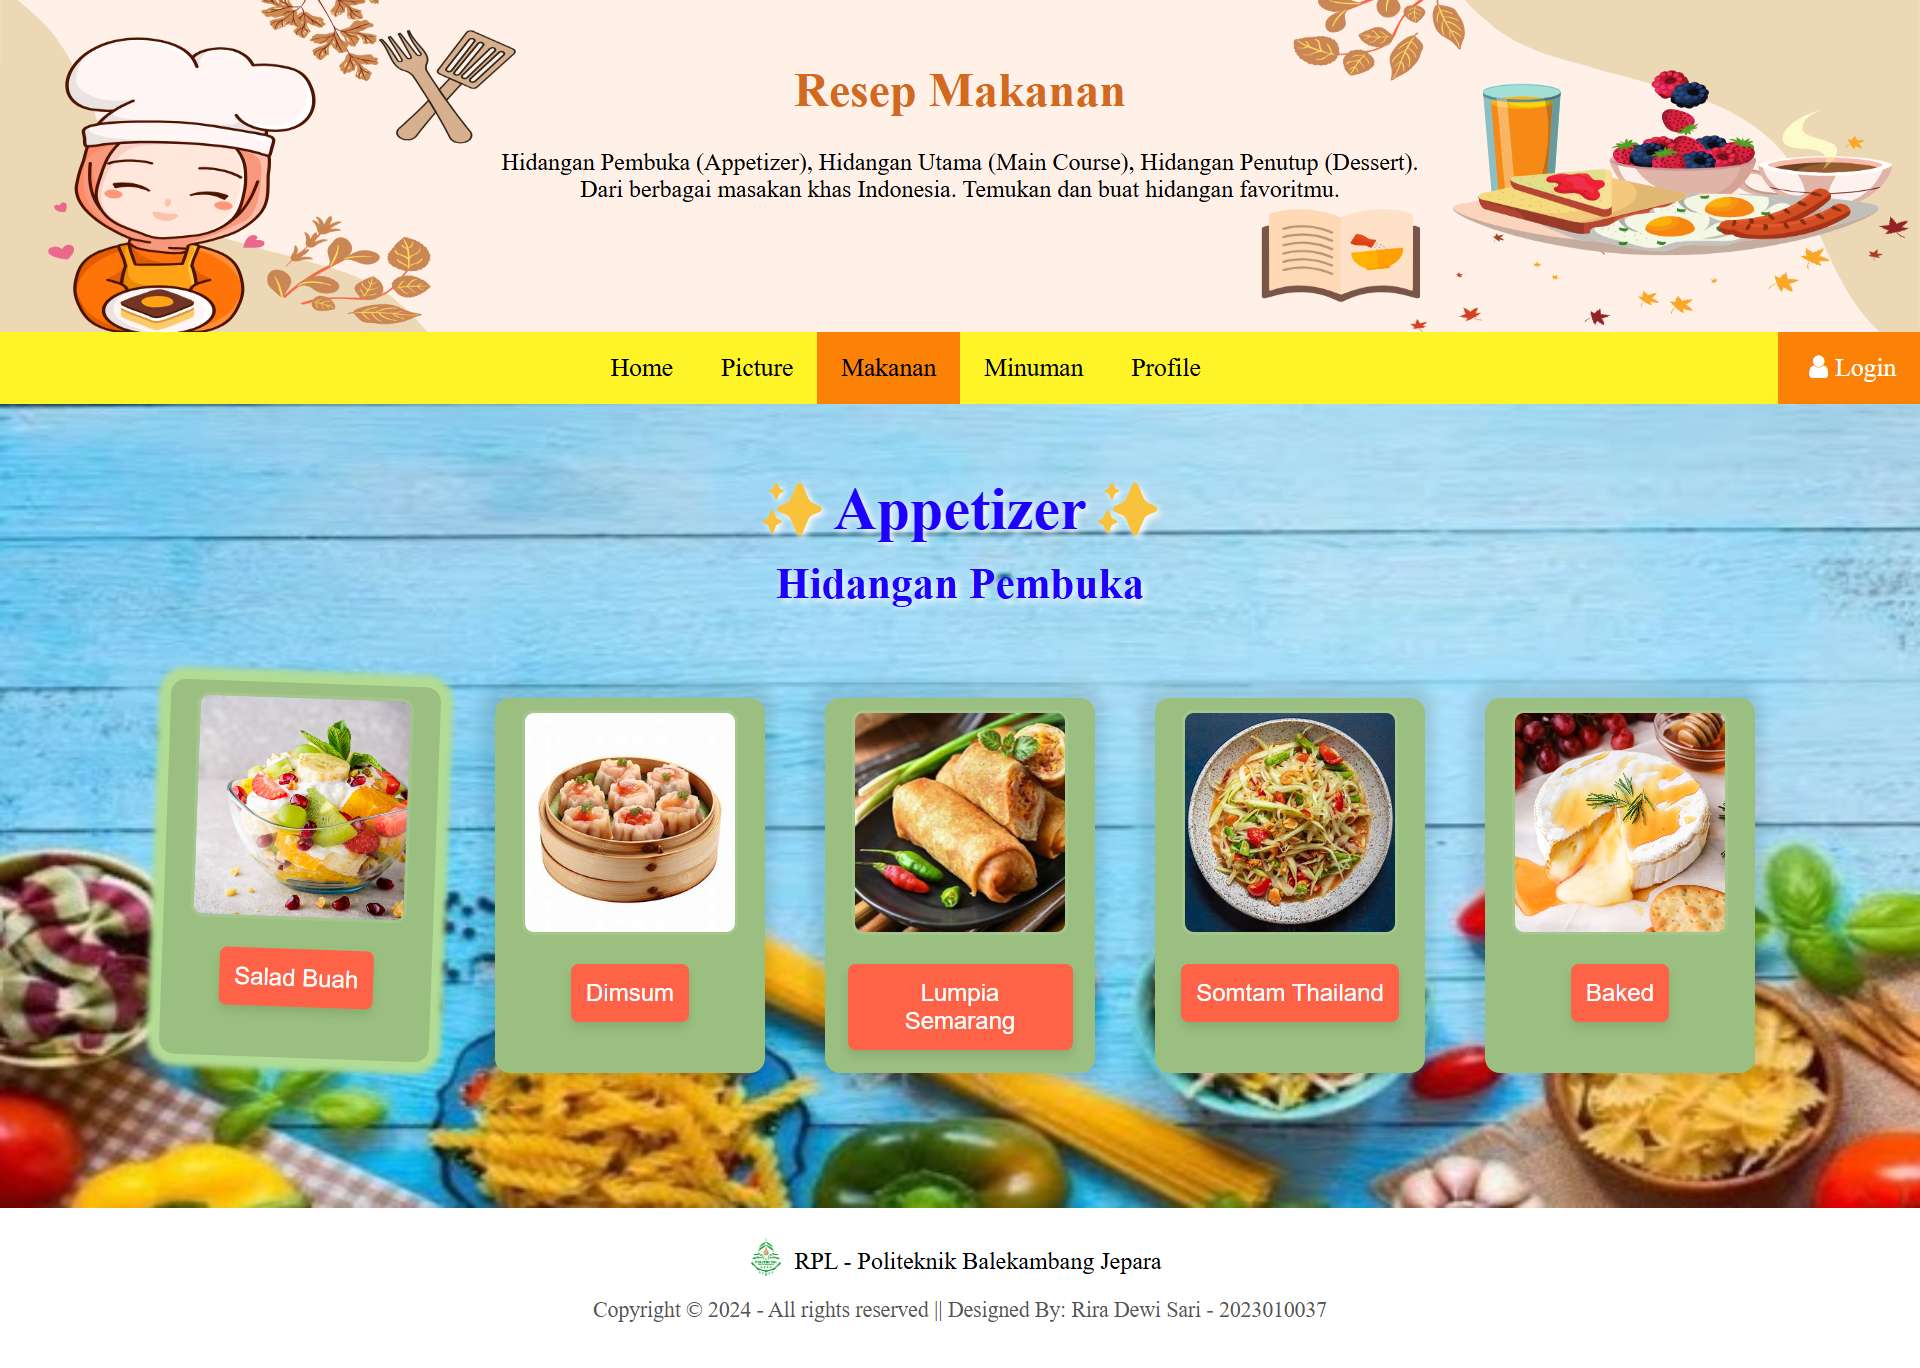 Resep Makanan
Hidangan Pembuka (Appetizer), Hidangan Utama (Main Course), Hidangan Penutup (Dessert).
Dari berbagai masakan khas Indonesia. Temukan dan buat hidangan favoritmu.
Home Picture Makanan Minuman Profile Login
✨ Appetizer ✨
Hidangan Pembuka
Salad Buah
Dimsum
Lumpia
Semarang
Somtam Thailand
Baked
RPL - Politeknik Balekambang Jepara
Copyright © 2024 - All rights reserved || Designed By: Rira Dewi Sari - 2023010037